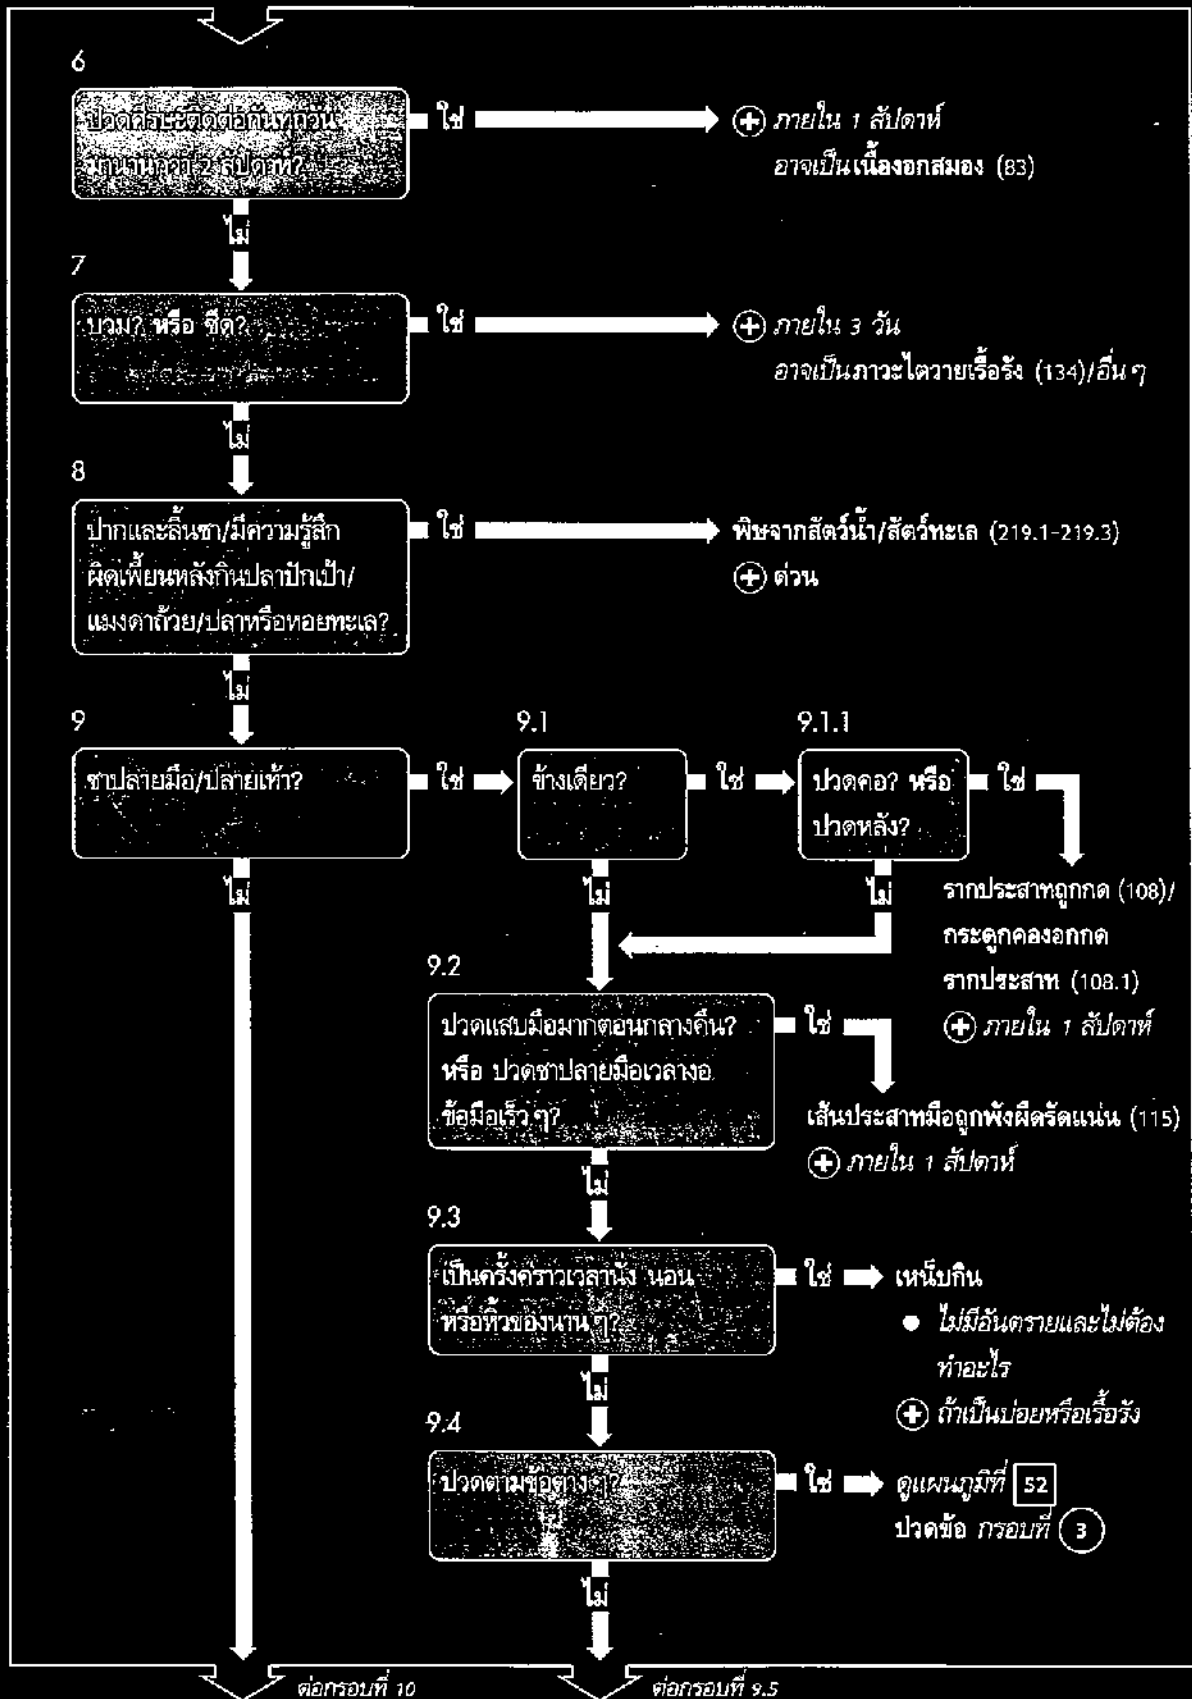 6
ปวดศีรษะติดต่อกันทุกวัน
มานานกว่า 2 สัปดาห์?
ใช่
ภายใน 1 สัปดาห์
อาจเป็นเนื้องอกสมอง (83)
ไม่
7
บวม? หรือ ซีด?
ใช่
ภายใน 3 วัน
อาจเป็นภาวะไตวายเรื้อรัง (134)/อื่น ๆ
ไม่
8
ปากและลิ้นชา/มีความรู้สึก
ผิดเพี้ยนหลังกินปลาปักเป้า/
แมงดาถ้วย/ปลาหรือหอยทะเล?
ใช่
พิษจากสัตว์น้ำ/สัตว์ทะเล (219.1-219.3)
ด่วน
ไม่
9
ชาปลายมือ/ปลายเท้า?
ใช่
9.1
ข้างเดียว?
ใช่
9.1.1
ปวดคอ? หรือ
ปวดหลัง?
ใช่
รากประสาทถูกกด (108)/
กระดูกคองอกกด
รากประสาท (108.1)
ภายใน 1 สัปดาห์
ไม่
ไม่
ไม่
9.2
ปวดแสบมือมากตอนกลางคืน?
หรือ ปวดชาปลายมือเวลางอ
ข้อมือเร็ว ๆ?
ใช่
เส้นประสาทมือถูกพังผืดรัดแน่น (115)
ภายใน 1 สัปดาห์
ไม่
9.3
เป็นครั้งคราวเวลานั่ง นอน
หรือหิ้วของนาน ๆ?
ใช่
เหน็บกิน
● ไม่มีอันตรายและไม่ต้อง
ทำอะไร
ถ้าเป็นบ่อยหรือเรื้อรัง
ไม่
9.4
ปวดตามข้อต่างๆ?
ใช่
ดูแผนภูมิที่ 52
ปวดข้อ กรอบที่ 3
ไม่
ต่อกรอบที่ 10
ต่อกรอบที่ 9.5